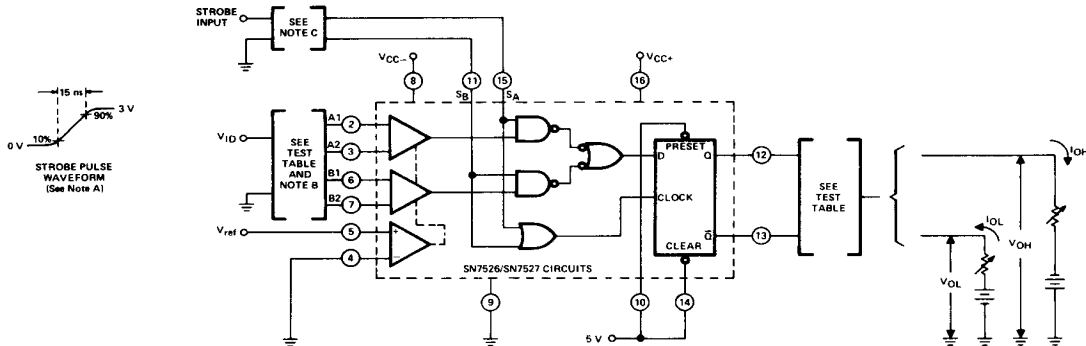 STROBE
INPUT
SEE
NOTE C
VCC−
8
11
15
SB
SA
VCC+
16
15 ns
3 V
90%
10%
0 V
STROBE PULSE
WAVEFORM
(See Note A)
VID
SEE
TEST
TABLE
AND
NOTE B
A1
2
A2
3
B1
6
B2
7
Vref
5
4
+
−
PRESET
D
Q
CLOCK
Q̅
CLEAR
12
13
SEE
TEST
TABLE
IOH
IOL
VOH
VOL
SN7526/SN7527 CIRCUITS
9
10
14
5 V